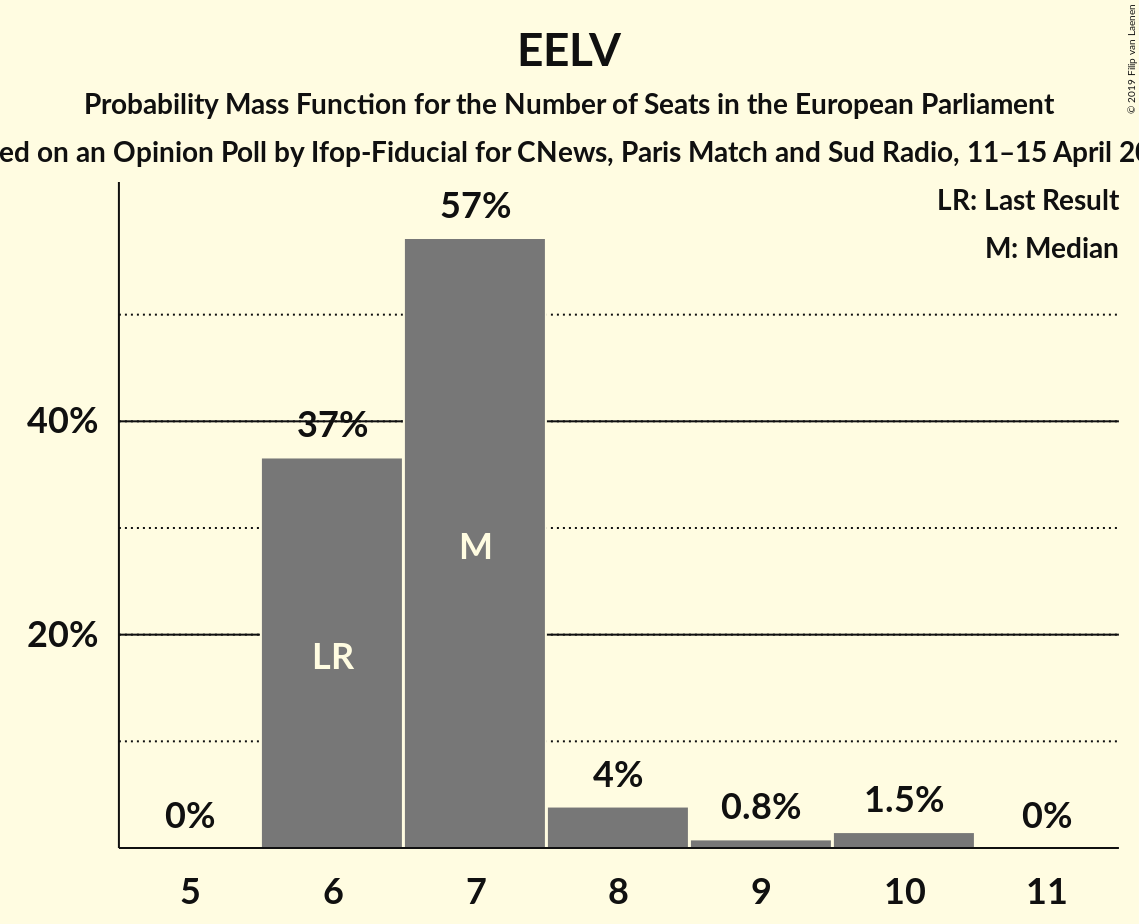 EELV
Probability Mass Function for the Number of Seats in the European Parliament
ed on an Opinion Poll by Ifop-Fiducial for CNews, Paris Match and Sud Radio, 11–15 April 20
© 2019 Filip van Laenen
LR: Last Result
M: Median
57%
40%
37%
M
20%
LR
4%
0.8%
1.5%
0%
0%
5 6 7 8 9 10 11